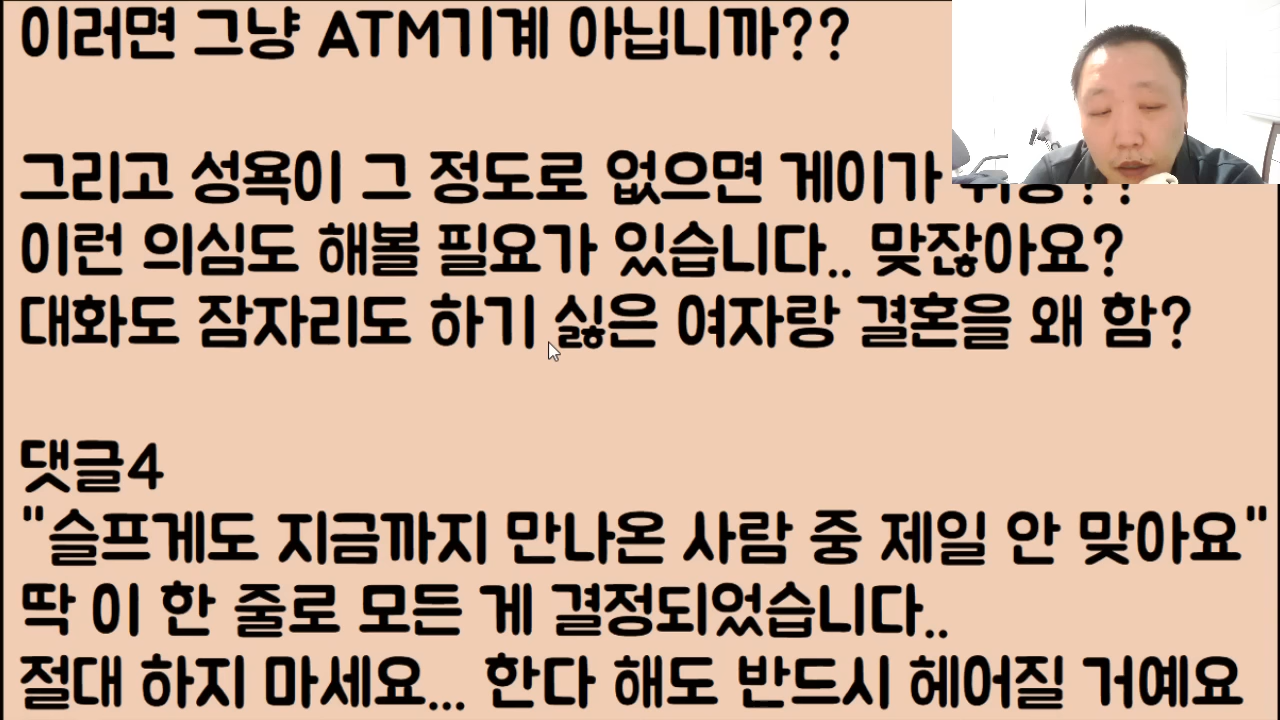 이러면 그냥 ATM기계 아닙니까??
그리고 성욕이 그 정도로 없으면 게이가
이런 의심도 해볼 필요가 있습니다.. 맞잖아요?
대화도 잠자리도 하기 싫은 여자랑 결혼을 왜 함?
댓글4
"슬프게도 지금까지 만나온 사람 중 제일 안 맞아요"
딱 이 한 줄로 모든 게 결정되었습니다..
절대 하지 마세요... 한다 해도 반드시 헤어질 거예요